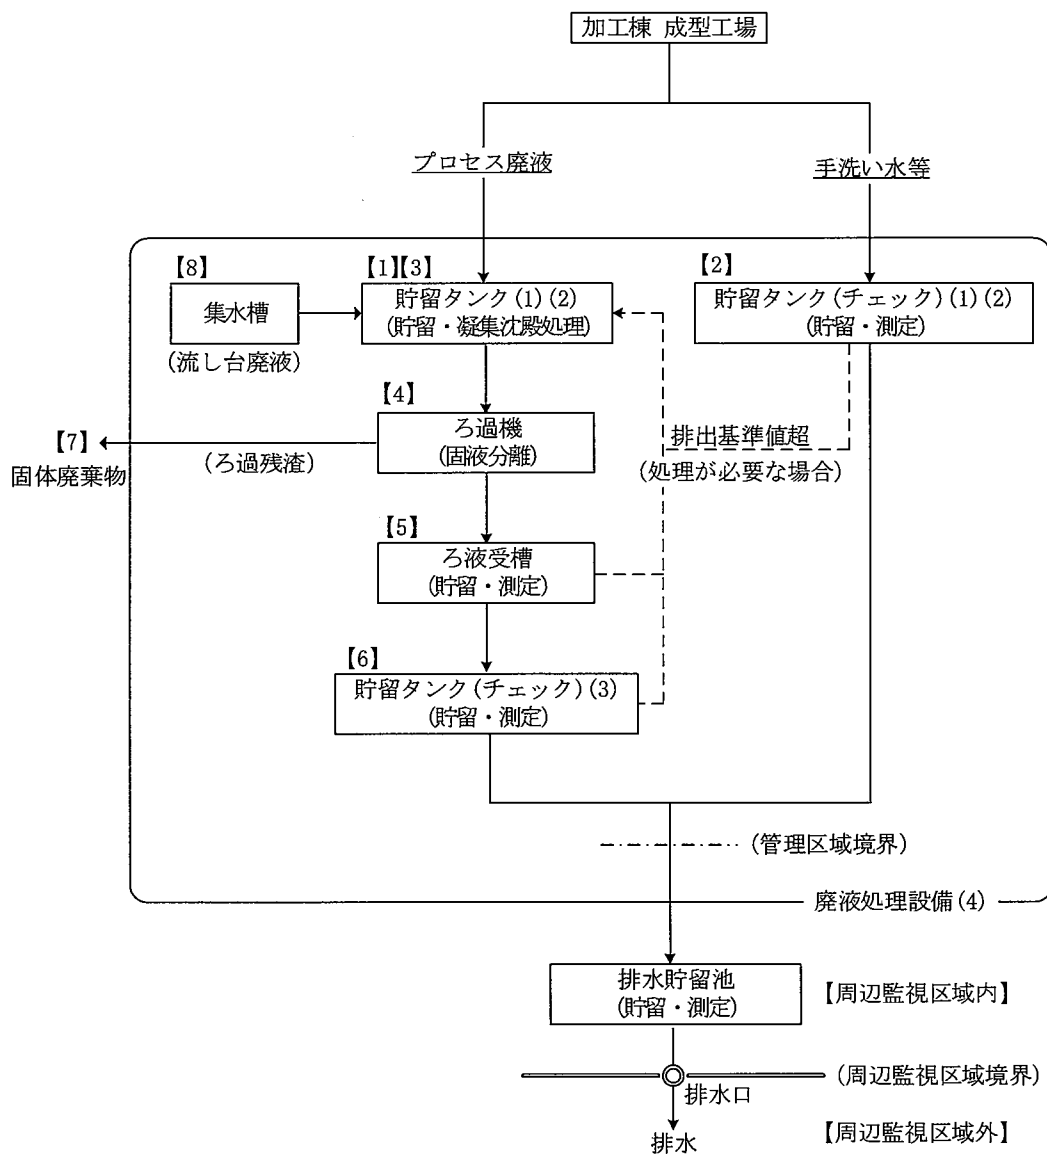 加工棟 成型工場
プロセス廃液
手洗い水等
【8】
集水槽
(流し台廃液)
【1】【3】
貯留タンク(1)(2)
(貯留・凝集沈殿処理)
【2】
貯留タンク(チェック)(1)(2)
(貯留・測定)
【4】
ろ過機
(固液分離)
【7】
固体廃棄物
(ろ過残渣)
排出基準値超
(処理が必要な場合)
【5】
ろ液受槽
(貯留・測定)
【6】
貯留タンク(チェック)(3)
(貯留・測定)
(管理区域境界)
廃液処理設備(4)
排水貯留池
(貯留・測定)
【周辺監視区域内】
(周辺監視区域境界)
排水口
排水
【周辺監視区域外】